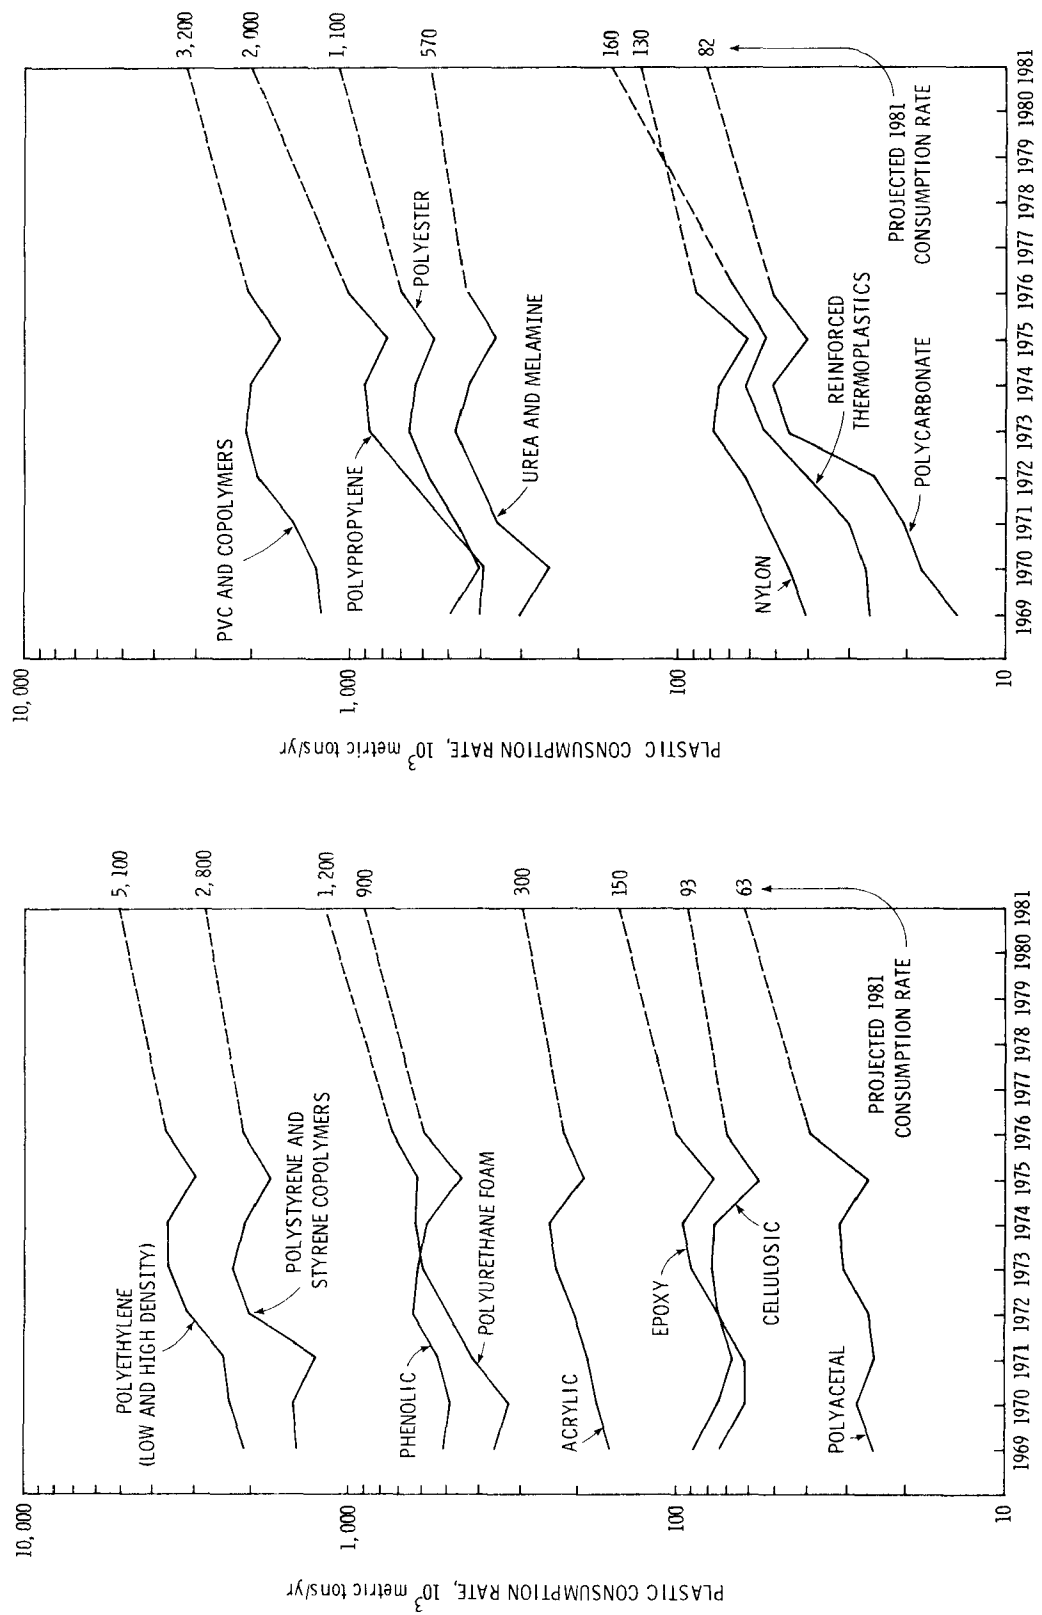 PLASTIC CONSUMPTION RATE, 10³ metric tons/yr
10,000
1,000
100
10
POLYETHYLENE
(LOW AND HIGH DENSITY)
POLYSTYRENE AND
STYRENE COPOLYMERS
PHENOLIC
POLYURETHANE FOAM
ACRYLIC
EPOXY
CELLULOSIC
POLYACETAL
5,100
2,800
1,200
900
300
150
93
63
PROJECTED 1981
CONSUMPTION RATE
1969 1970 1971 1972 1973 1974 1975 1976 1977 1978 1979 1980 1981
PLASTIC CONSUMPTION RATE, 10³ metric tons/yr
10,000
1,000
100
10
PVC AND COPOLYMERS
POLYPROPYLENE
POLYESTER
UREA AND MELAMINE
NYLON
REINFORCED
THERMOPLASTICS
POLYCARBONATE
3,200
2,000
1,100
570
160
130
82
PROJECTED 1981
CONSUMPTION RATE
1969 1970 1971 1972 1973 1974 1975 1976 1977 1978 1979 1980 1981